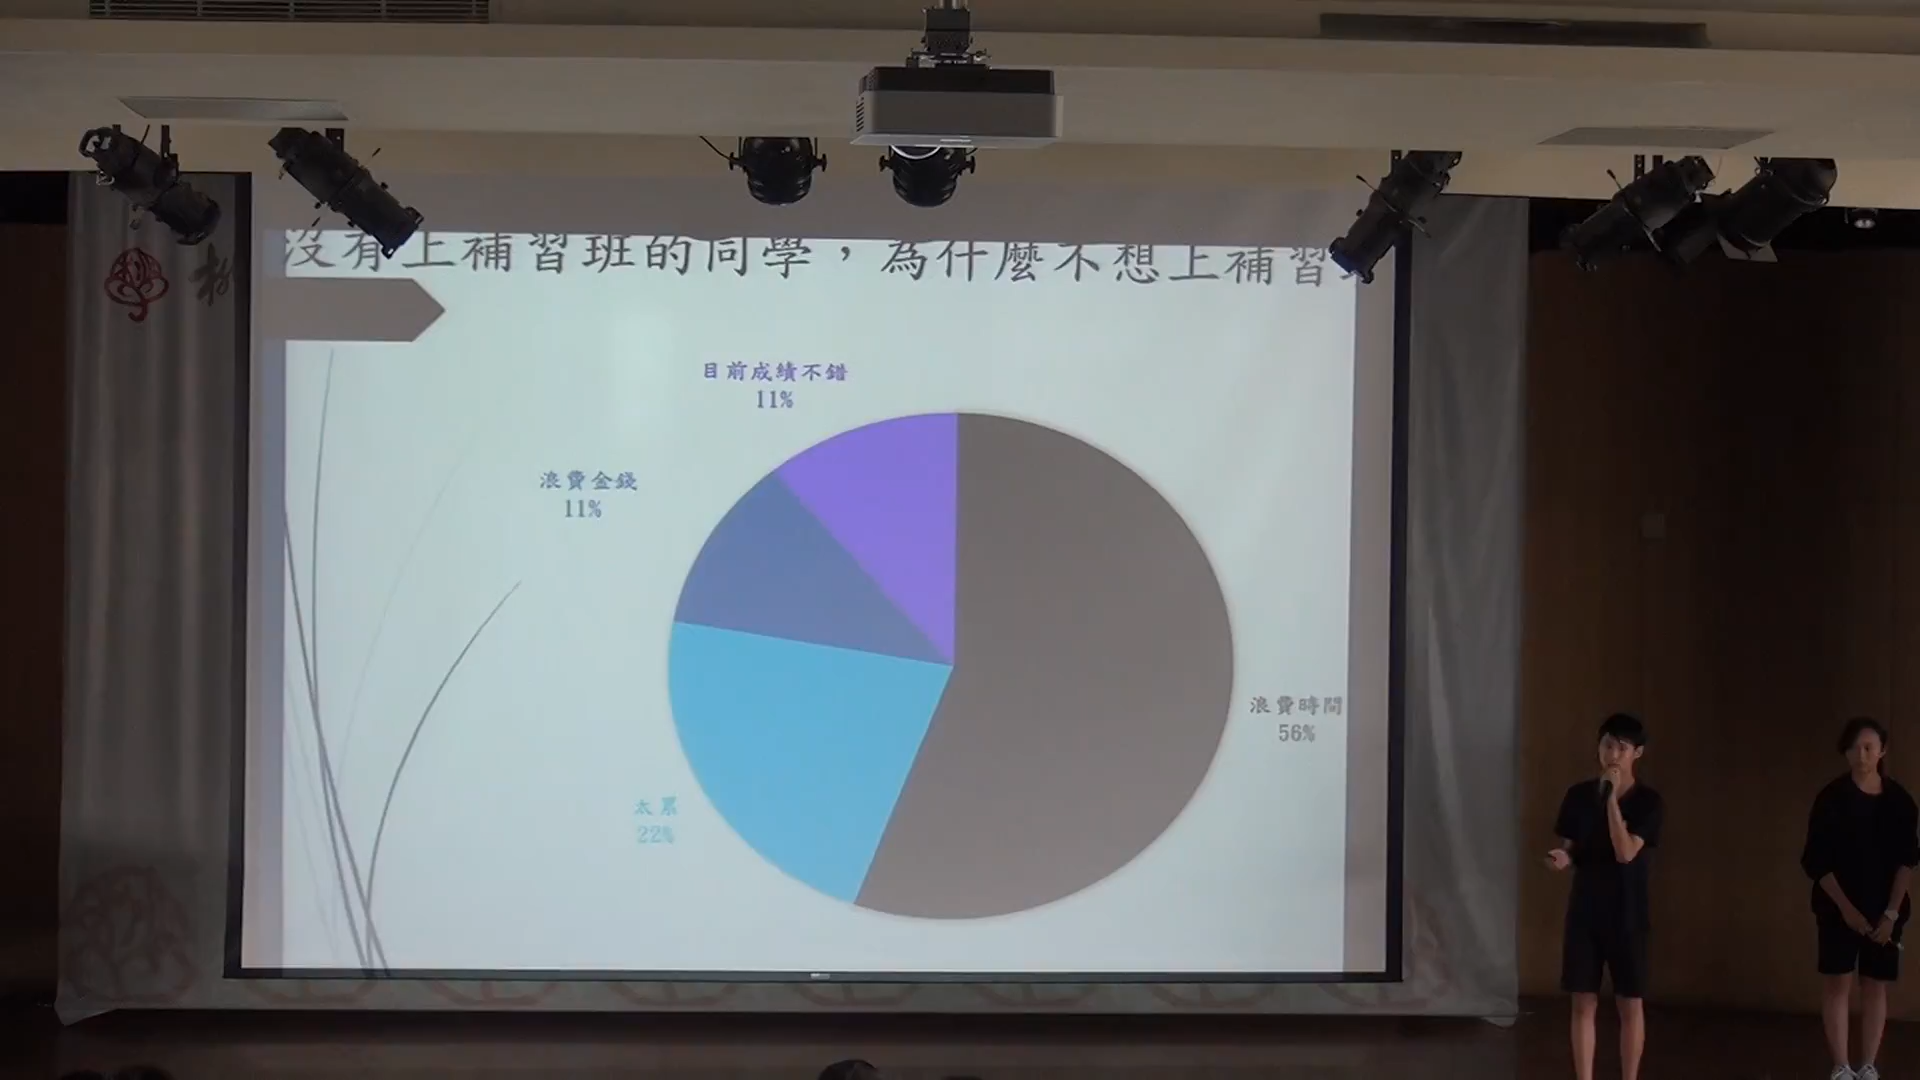 沒有上補習班的同學，為什麼不想上補習
目前成績不錯
11%
浪費金錢
11%
浪費時間
56%
太累
22%